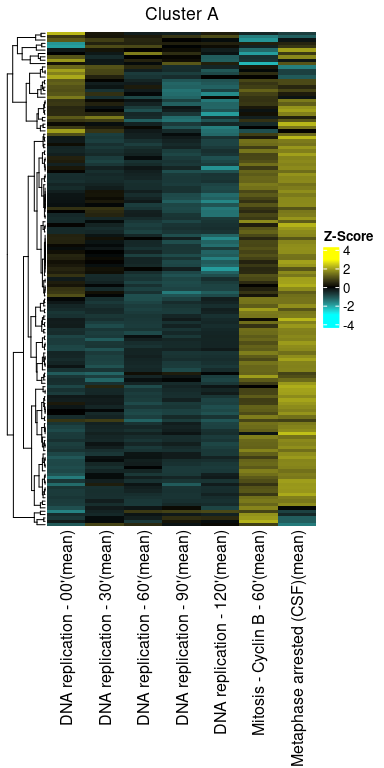 Cluster A
Z-Score
4
2
0
-2
-4
DNA replication - 00'(mean)
DNA replication - 30'(mean)
DNA replication - 60'(mean)
DNA replication - 90'(mean)
DNA replication - 120'(mean)
Mitosis - Cyclin B - 60'(mean)
Metaphase arrested (CSF)(mean)